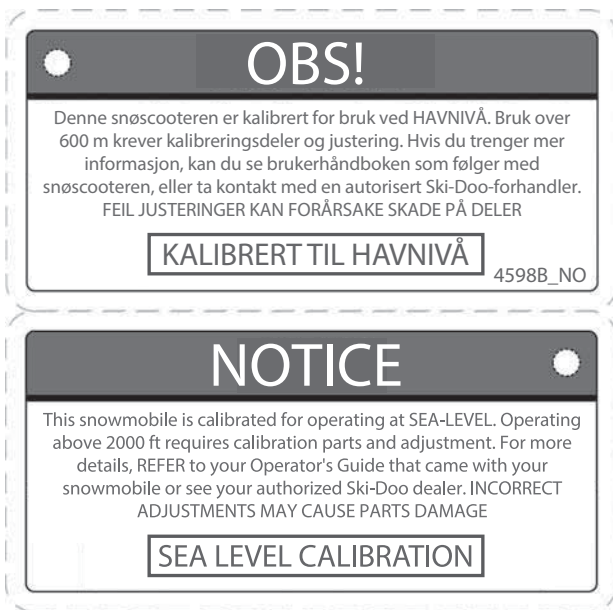 OBS!
Denne snøscooteren er kalibrert for bruk ved HAVNIVÅ. Bruk over
600 m krever kalibreringsdeler og justering. Hvis du trenger mer
informasjon, kan du se brukerhåndboken som følger med
snøscooteren, eller ta kontakt med en autorisert Ski-Doo-forhandler.
FEIL JUSTERINGER KAN FORÅRSAKE SKADE PÅ DELER
KALIBRERT TIL HAVNIVÅ
4598B_NO
NOTICE
This snowmobile is calibrated for operating at SEA-LEVEL. Operating
above 2000 ft requires calibration parts and adjustment. For more
details, REFER to your Operator's Guide that came with your
snowmobile or see your authorized Ski-Doo dealer. INCORRECT
ADJUSTMENTS MAY CAUSE PARTS DAMAGE
SEA LEVEL CALIBRATION